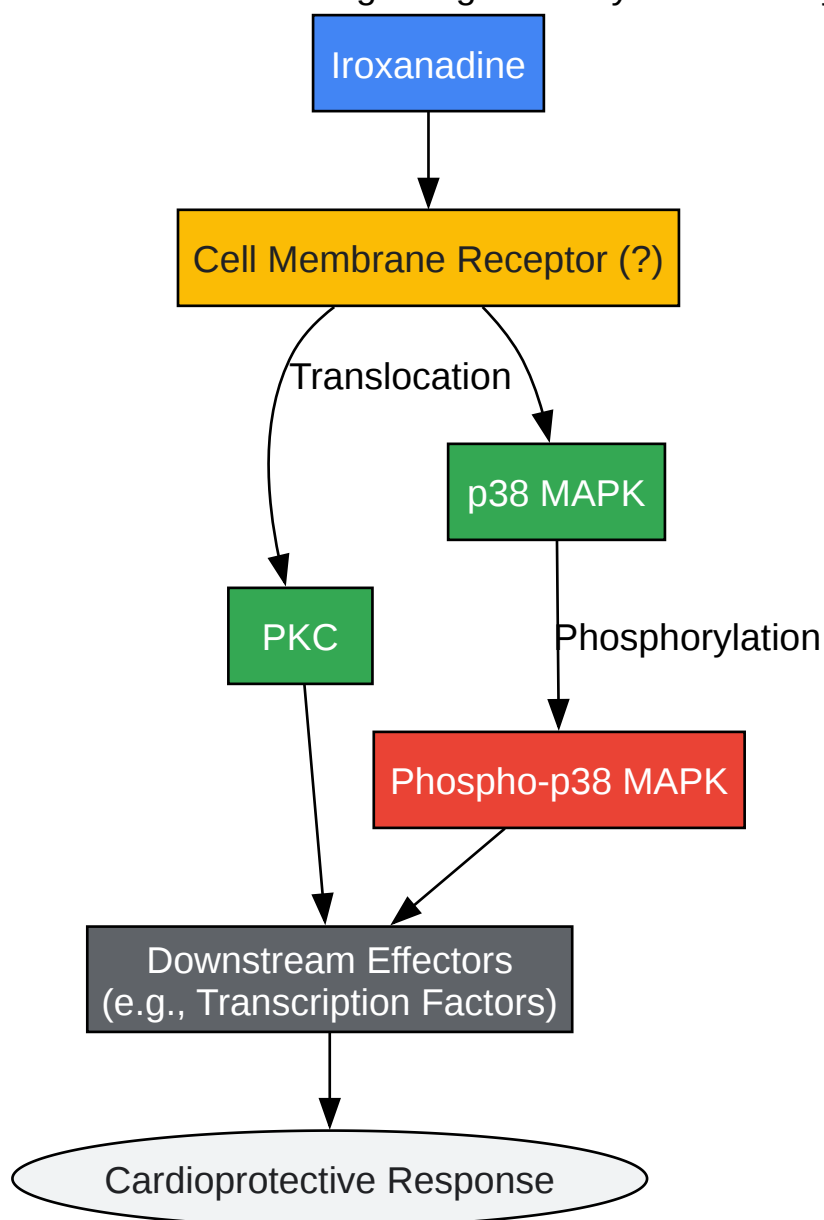 Iroxanadine
Cell Membrane Receptor (?)
Translocation
p38 MAPK
PKC
Phosphorylation
Phospho-p38 MAPK
Downstream Effectors
(e.g., Transcription Factors)
Cardioprotective Response